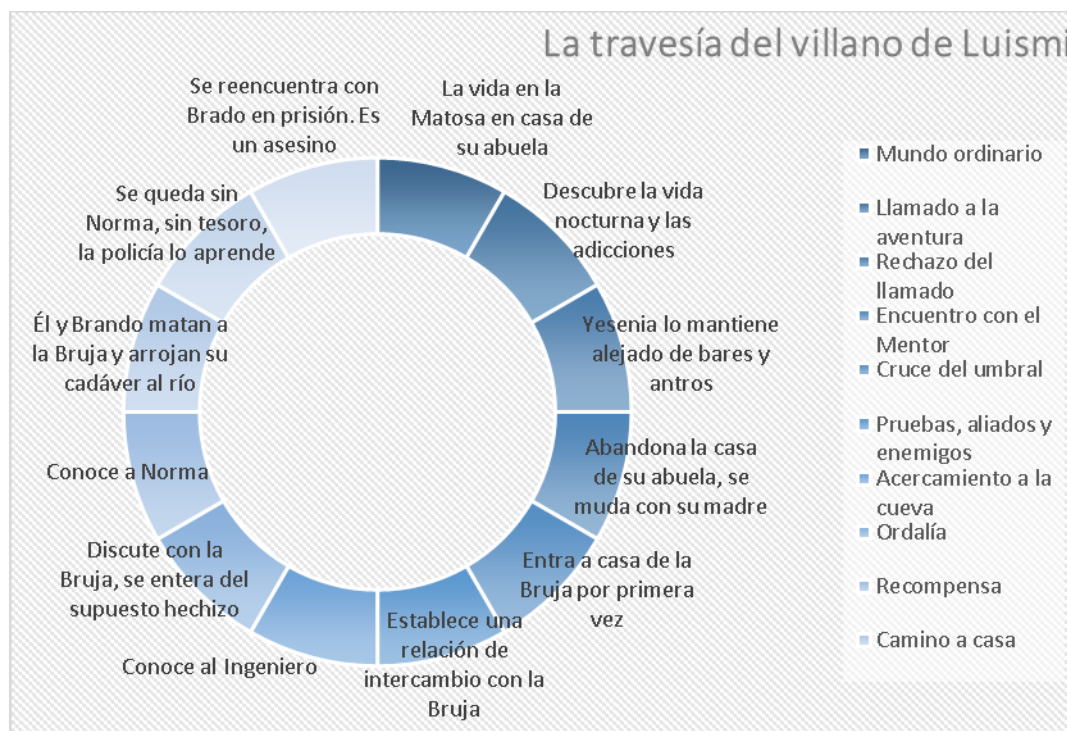 La travesía del villano de Luismi
La vida en la
Matosa en casa de
su abuela
Descubre la vida
nocturna y las
adicciones
Yesenia lo mantiene
alejado de bares y
antros
Abandona la casa
de su abuela, se
muda con su madre
Entra a casa de la
Bruja por primera
vez
Establece una
relación de
intercambio con la
Bruja
Conoce al Ingeniero
Discute con la
Bruja, se entera del
supuesto hechizo
Conoce a Norma
Él y Brando matan a
la Bruja y arrojan su
cadáver al río
Se queda sin
Norma, sin tesoro,
la policía lo aprende
Se reencuentra con
Brado en prisión. Es
un asesino
Mundo ordinario
Llamado a la
aventura
Rechazo del
llamado
Encuentro con el
Mentor
Cruce del umbral
Pruebas, aliados y
enemigos
Acercamiento a la
cueva
Ordalía
Recompensa
Camino a casa